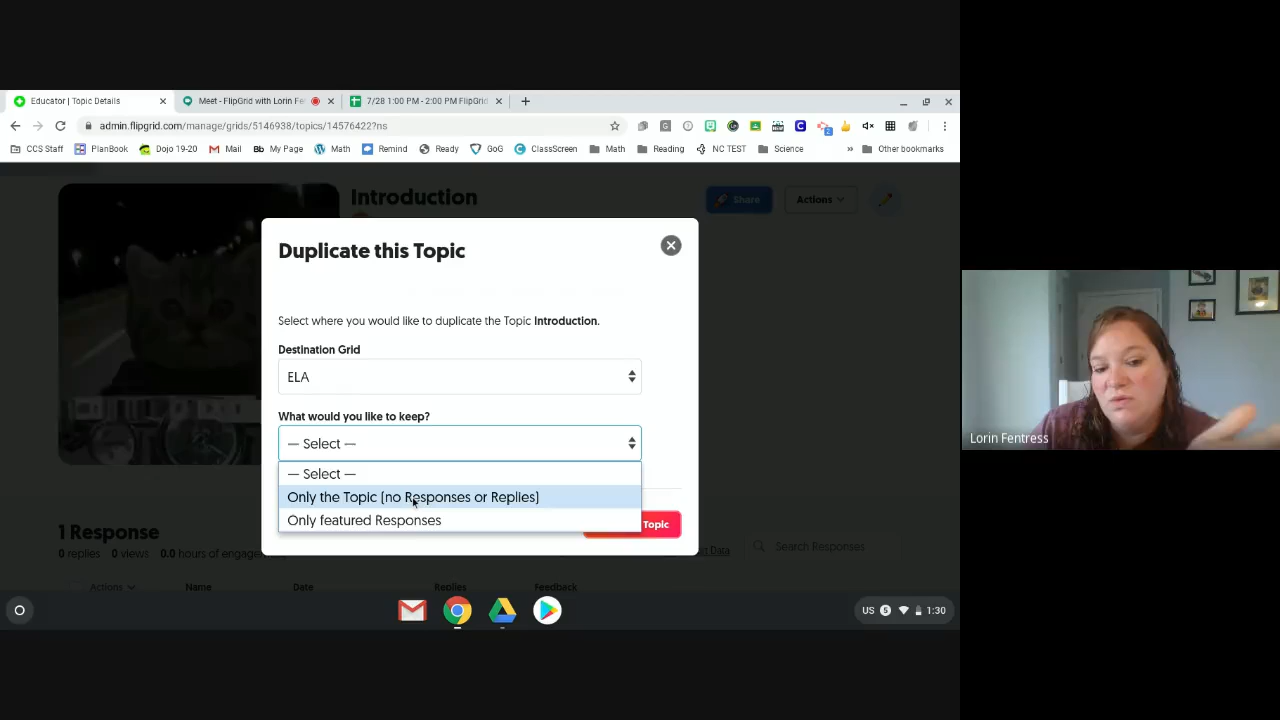 Educator | Topic Details
Meet - FlipGrid with Lorin Fe
7/28 1:00 PM - 2:00 PM FlipGrid
admin.flipgrid.com/manage/grids/5146938/topics/14576422?ns
CCS Staff
PlanBook
Dojo 19-20
Mail
Bb My Page
Math
Remind
Ready
GoG
ClassScreen
Math
Reading
NC TEST
Science
»
Other bookmarks
Introduction
Share
Actions
Duplicate this Topic
Select where you would like to duplicate the Topic Introduction.
Destination Grid
ELA
What would you like to keep?
— Select —
— Select —
Only the Topic (no Responses or Replies)
Only featured Responses
Topic
1 Response
0 replies 0 views 0.0 hours of engage
Data
Search Responses
Actions
Name
Date
Replies
Feedback
US 5 1:30
Lorin Fentress